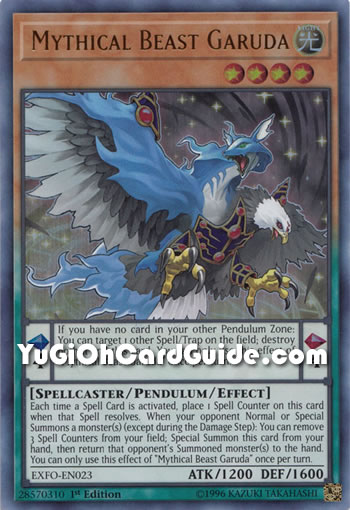 MYTHICAL BEAST GARUDA
光
If you have no card in your other Pendulum Zone:
You can target 1 other Spell/Trap on the field; destroy
YuGiOhCardGuide.com
4 4
[SPELLCASTER/PENDULUM/EFFECT]
Each time a Spell Card is activated, place 1 Spell Counter on this card
when that Spell resolves. When your opponent Normal or Special
Summons a monster(s) (except during the Damage Step): You can remove
3 Spell Counters from your field; Special Summon this card from your
hand, then return that opponent's Summoned monster(s) to the hand.
You can only use this effect of "Mythical Beast Garuda" once per turn.
EXFO-EN023 ATK/1200 DEF/1600
28570310 1st Edition ©1996 KAZUKI TAKAHASHI